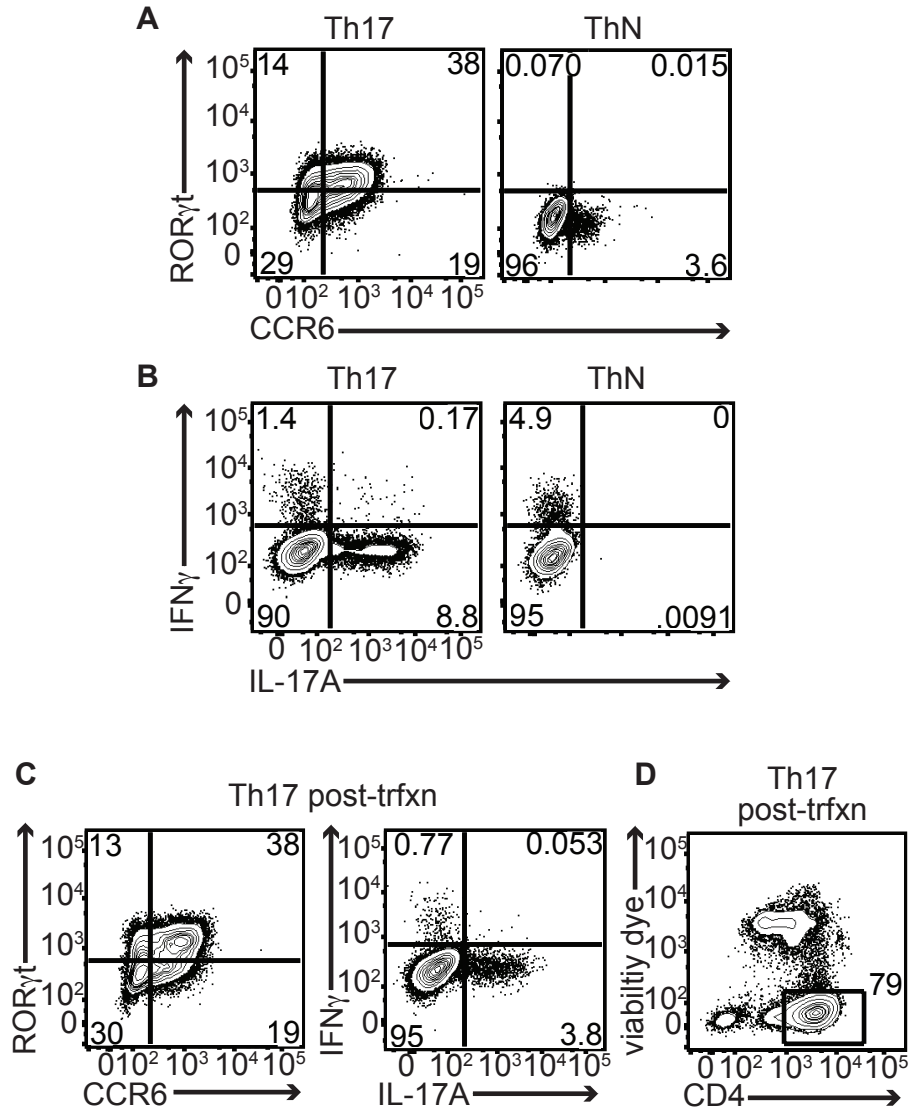 A
Th17 ThN
RORγt
10⁵ 14 38 0.070 0.015
10⁴
10³
10²
0 29 19 96 3.6
0 10² 10³ 10⁴ 10⁵
CCR6
B
Th17 ThN
IFNγ
10⁵ 1.4 0.17 4.9 0
10⁴
10³
10²
0
90 8.8 95 .0091
0 10² 10³ 10⁴ 10⁵
IL-17A
C
Th17 post-trfxn
RORγt
10⁵ 13 38
10⁴
10³
10²
0
30 19
0 10² 10³ 10⁴ 10⁵
CCR6
IFNγ
10⁵ 0.77 0.053
10⁴
10³
10²
0
95 3.8
0 10² 10³ 10⁴ 10⁵
IL-17A
D
Th17
post-trfxn
viabiltiy dye
10⁵
10⁴
10³
10² 79
0
0 10² 10³ 10⁴ 10⁵
CD4